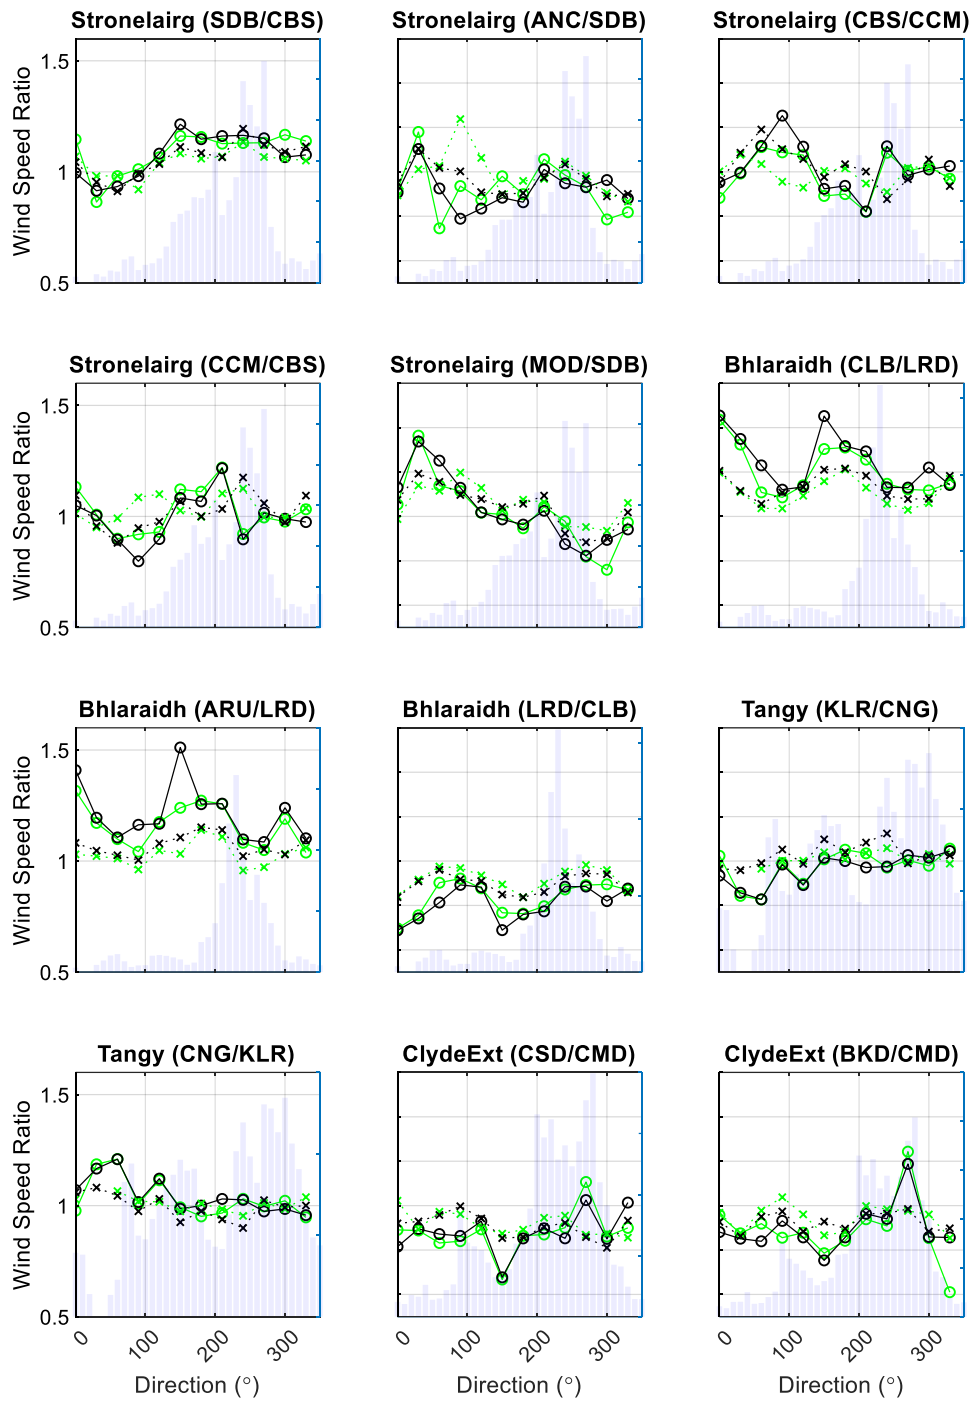 Stronelairg (SDB/CBS)
Stronelairg (ANC/SDB)
Stronelairg (CBS/CCM)
1.5
1
0.5
Wind Speed Ratio
Stronelairg (CCM/CBS)
Stronelairg (MOD/SDB)
Bhlaraidh (CLB/LRD)
1.5
1
0.5
Wind Speed Ratio
Bhlaraidh (ARU/LRD)
Bhlaraidh (LRD/CLB)
Tangy (KLR/CNG)
1.5
1
0.5
Wind Speed Ratio
Tangy (CNG/KLR)
ClydeExt (CSD/CMD)
ClydeExt (BKD/CMD)
1.5
1
0.5
Wind Speed Ratio
0 100 200 300
0 100 200 300
0 100 200 300
Direction (°)
Direction (°)
Direction (°)